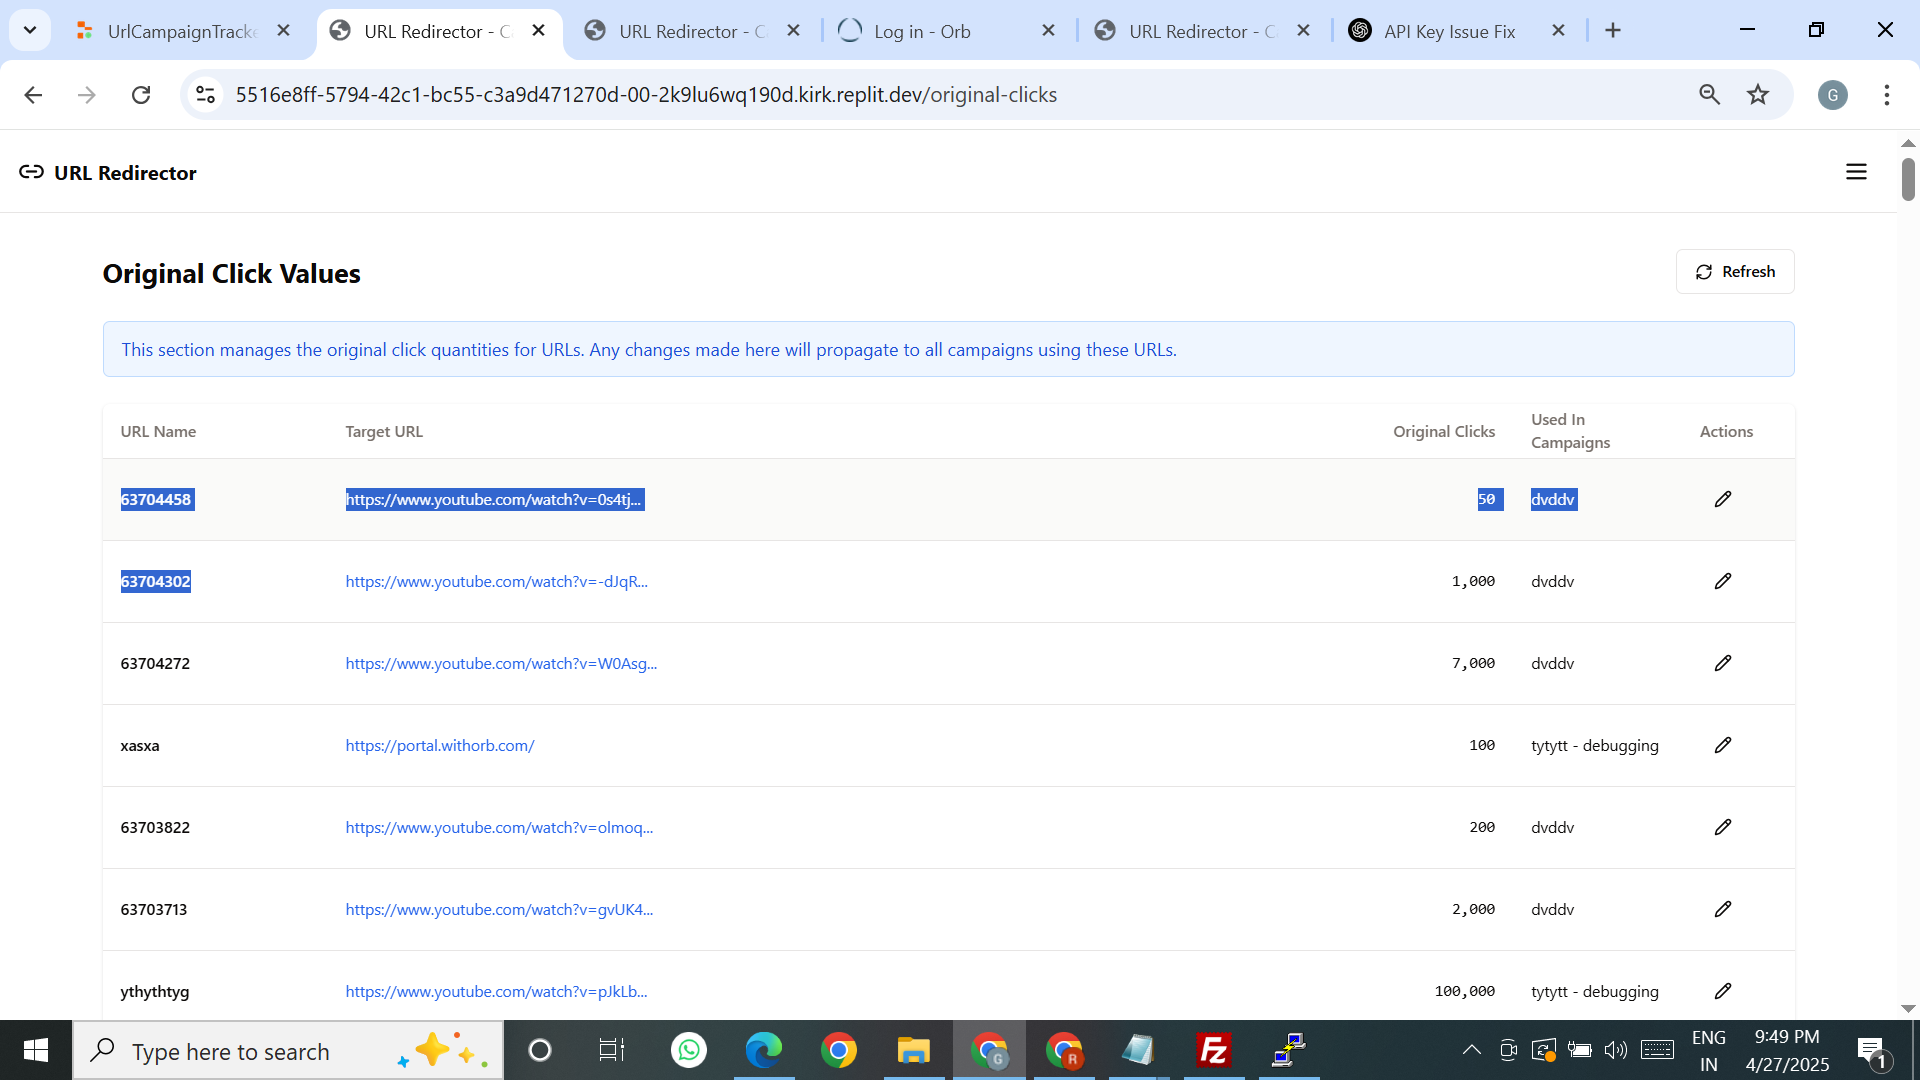 UrlCampaignTracke
URL Redirector - C
URL Redirector - C
Log in - Orb
URL Redirector - C
API Key Issue Fix
5516e8ff-5794-42c1-bc55-c3a9d471270d-00-2k9lu6wq190d.kirk.replit.dev/original-clicks
G
URL Redirector
Original Click Values
Refresh
This section manages the original click quantities for URLs. Any changes made here will propagate to all campaigns using these URLs.
URL Name Target URL Original Clicks Used In Campaigns Actions
63704458 https://www.youtube.com/watch?v=0s4tj... 50 dvddv
63704302 https://www.youtube.com/watch?v=-dJqR... 1,000 dvddv
63704272 https://www.youtube.com/watch?v=W0Asg... 7,000 dvddv
xasxa https://portal.withorb.com/ 100 tytytt - debugging
63703822 https://www.youtube.com/watch?v=olmoq... 200 dvddv
63703713 https://www.youtube.com/watch?v=gvUK4... 2,000 dvddv
ythythtyg https://www.youtube.com/watch?v=pJkLb... 100,000 tytytt - debugging
Type here to search
G
R
FZ
ENG
IN
9:49 PM
4/27/2025
1